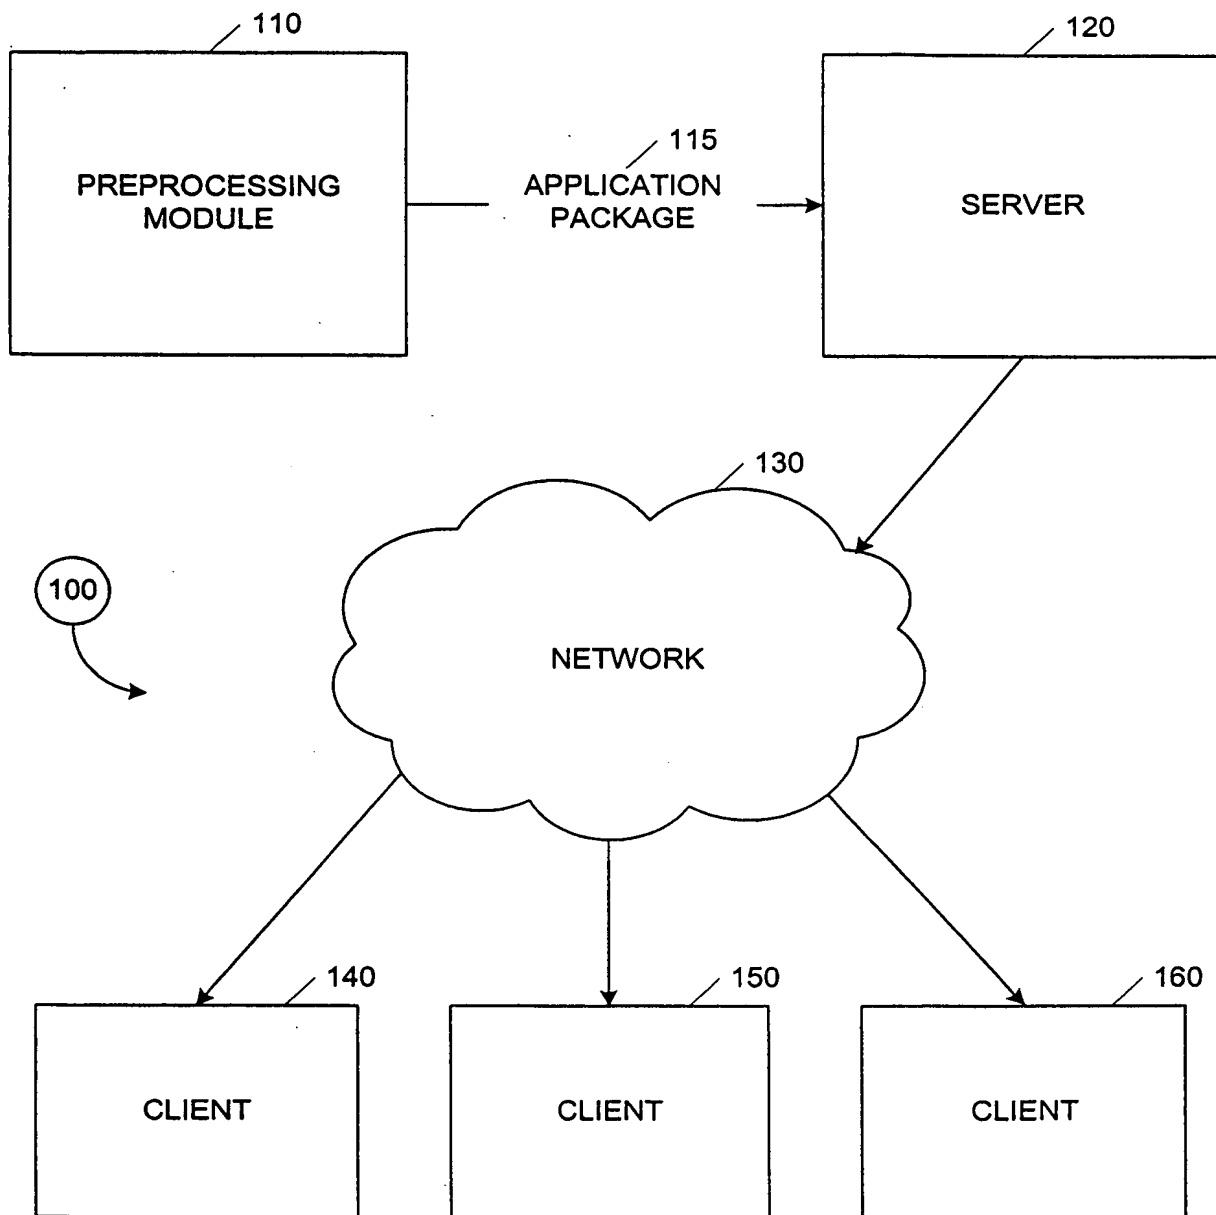 110
120
115
PREPROCESSING
MODULE
APPLICATION
PACKAGE
SERVER
130
100
NETWORK
140
150
160
CLIENT
CLIENT
CLIENT